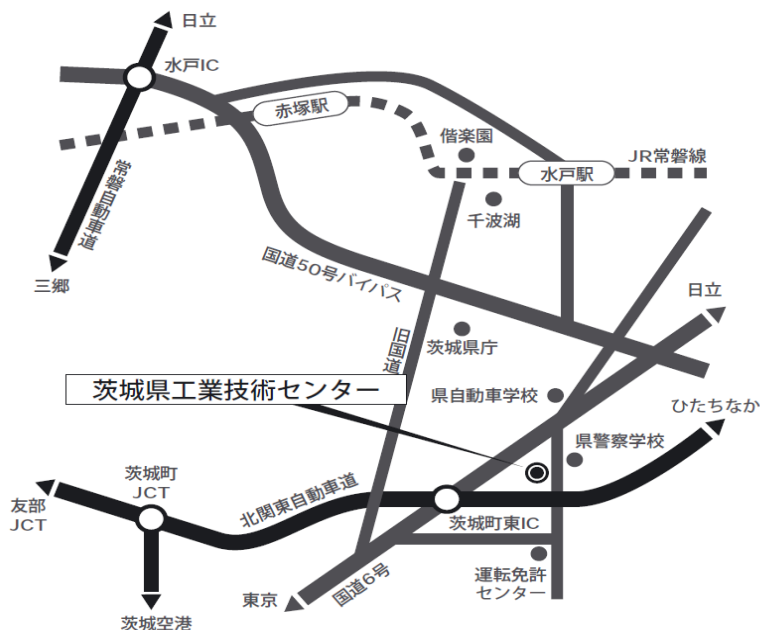 日立
水戸IC
赤塚駅
偕楽園
JR常磐線
水戸駅
千波湖
常磐自動車道
三郷
国道50号バイパス
日立
旧国道
茨城県庁
茨城県工業技術センター
県自動車学校
ひたちなか
県警察学校
茨城町
JCT
友部
JCT
北関東自動車道
茨城町東IC
国道6号
運転免許
センター
東京
茨城空港